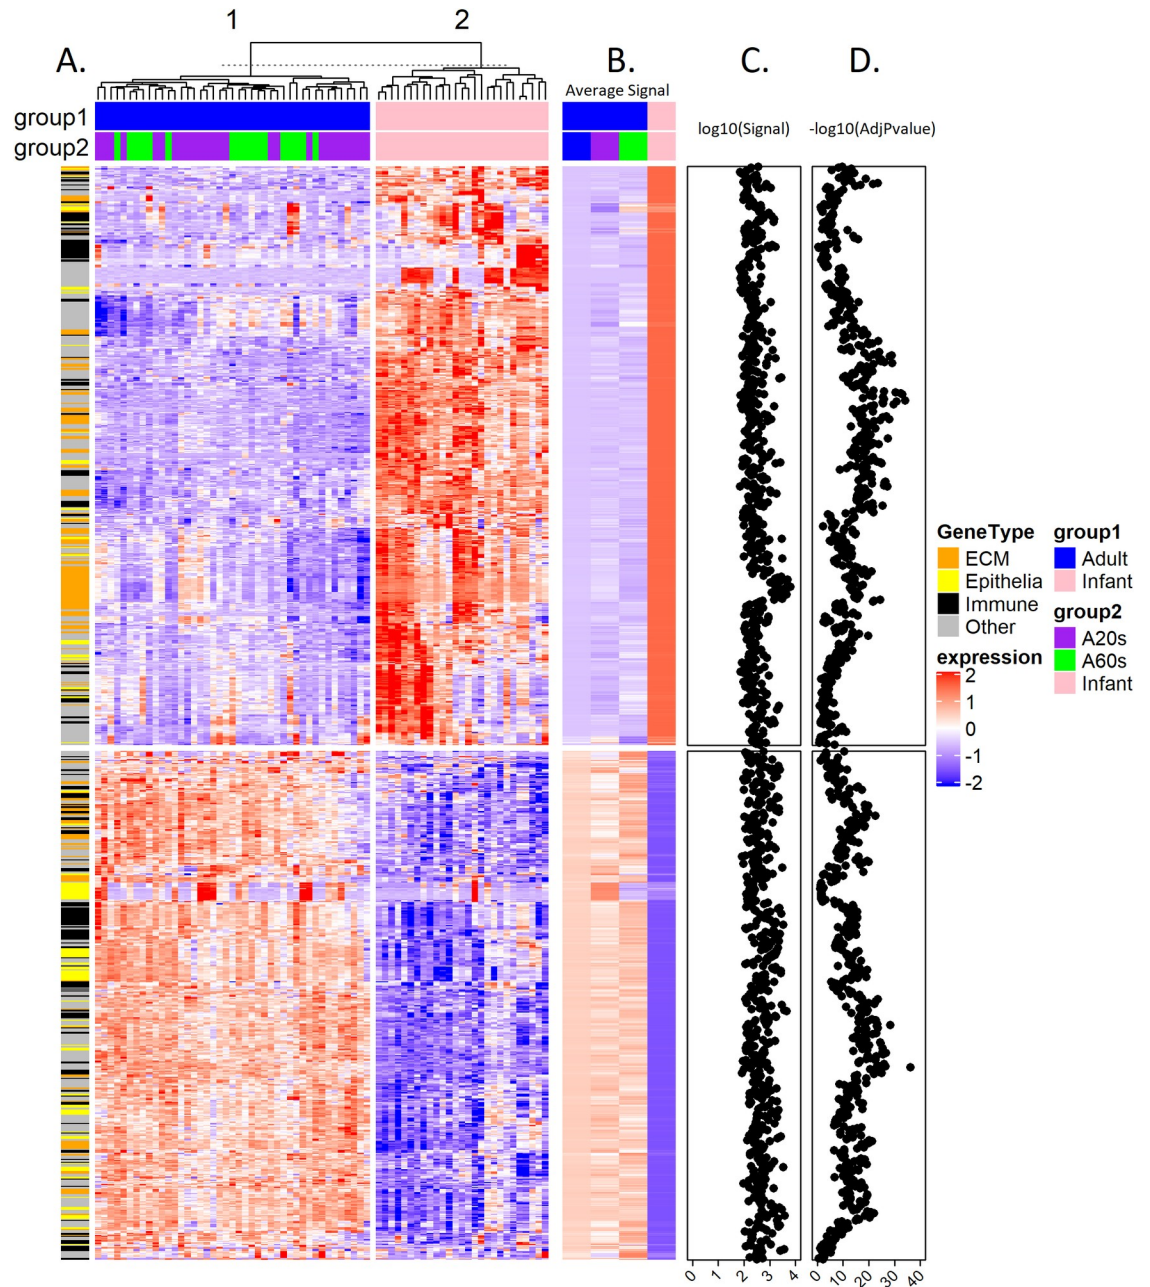 1 2
A. B. C. D.
Average Signal
group1
group2
log10(Signal) -log10(AdjPvalue)
GeneType
ECM
Epithelia
Immune
Other
expression
2
1
0
-1
-2
group1
Adult
Infant
group2
A20s
A60s
Infant
0 1 2 3 4
0 10 20 30 40